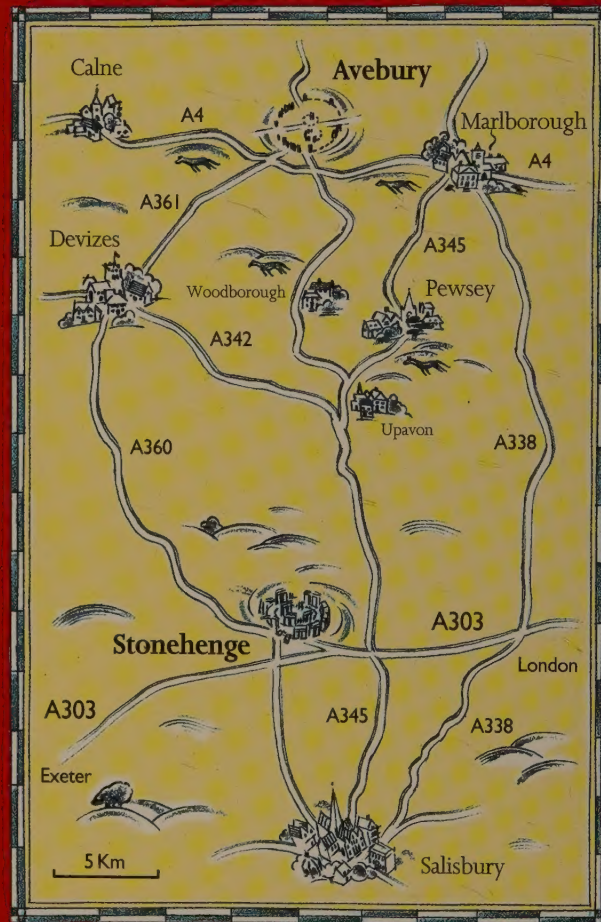 Calne
Avebury
A4
Marlborough
A4
A361
Devizes
A345
Woodborough
Pewsey
A342
Upavon
A360
A338
A303
Stonehenge
London
A303
A345
A338
Exeter
5 Km
Salisbury